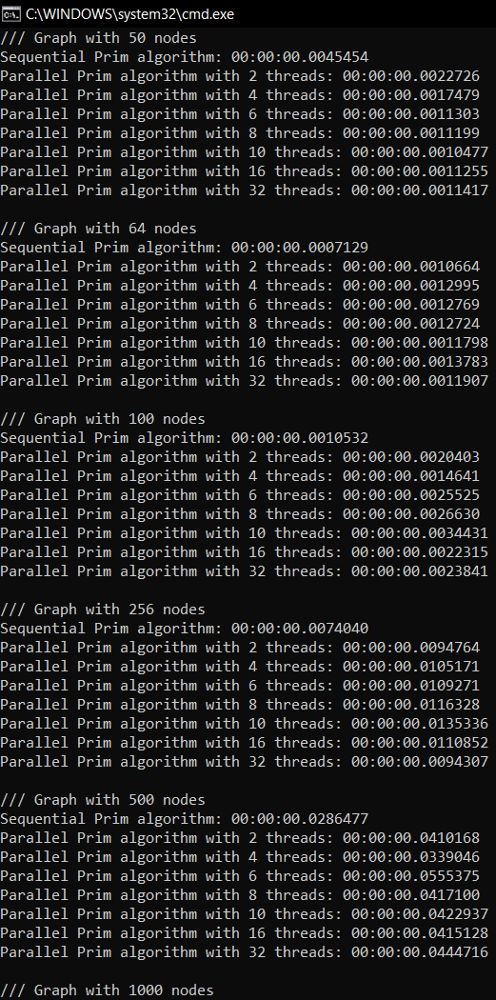 C:\WINDOWS\system32\cmd.exe
/// Graph with 50 nodes
Sequential Prim algorithm: 00:00:00.0045454
Parallel Prim algorithm with 2 threads: 00:00:00.0022726
Parallel Prim algorithm with 4 threads: 00:00:00.0017479
Parallel Prim algorithm with 6 threads: 00:00:00.0011303
Parallel Prim algorithm with 8 threads: 00:00:00.0011199
Parallel Prim algorithm with 10 threads: 00:00:00.0010477
Parallel Prim algorithm with 16 threads: 00:00:00.0011255
Parallel Prim algorithm with 32 threads: 00:00:00.0011417
/// Graph with 64 nodes
Sequential Prim algorithm: 00:00:00.0007129
Parallel Prim algorithm with 2 threads: 00:00:00.0010664
Parallel Prim algorithm with 4 threads: 00:00:00.0012995
Parallel Prim algorithm with 6 threads: 00:00:00.0012769
Parallel Prim algorithm with 8 threads: 00:00:00.0012724
Parallel Prim algorithm with 10 threads: 00:00:00.0011798
Parallel Prim algorithm with 16 threads: 00:00:00.0013783
Parallel Prim algorithm with 32 threads: 00:00:00.0011907
/// Graph with 100 nodes
Sequential Prim algorithm: 00:00:00.0010532
Parallel Prim algorithm with 2 threads: 00:00:00.0020403
Parallel Prim algorithm with 4 threads: 00:00:00.0014641
Parallel Prim algorithm with 6 threads: 00:00:00.0025525
Parallel Prim algorithm with 8 threads: 00:00:00.0026630
Parallel Prim algorithm with 10 threads: 00:00:00.0034431
Parallel Prim algorithm with 16 threads: 00:00:00.0022315
Parallel Prim algorithm with 32 threads: 00:00:00.0023841
/// Graph with 256 nodes
Sequential Prim algorithm: 00:00:00.0074040
Parallel Prim algorithm with 2 threads: 00:00:00.0094764
Parallel Prim algorithm with 4 threads: 00:00:00.0105171
Parallel Prim algorithm with 6 threads: 00:00:00.0109271
Parallel Prim algorithm with 8 threads: 00:00:00.0116328
Parallel Prim algorithm with 10 threads: 00:00:00.0135336
Parallel Prim algorithm with 16 threads: 00:00:00.0110852
Parallel Prim algorithm with 32 threads: 00:00:00.0094307
/// Graph with 500 nodes
Sequential Prim algorithm: 00:00:00.0286477
Parallel Prim algorithm with 2 threads: 00:00:00.0410168
Parallel Prim algorithm with 4 threads: 00:00:00.0339046
Parallel Prim algorithm with 6 threads: 00:00:00.0555375
Parallel Prim algorithm with 8 threads: 00:00:00.0417100
Parallel Prim algorithm with 10 threads: 00:00:00.0422937
Parallel Prim algorithm with 16 threads: 00:00:00.0415128
Parallel Prim algorithm with 32 threads: 00:00:00.0444716
/// Graph with 1000 nodes